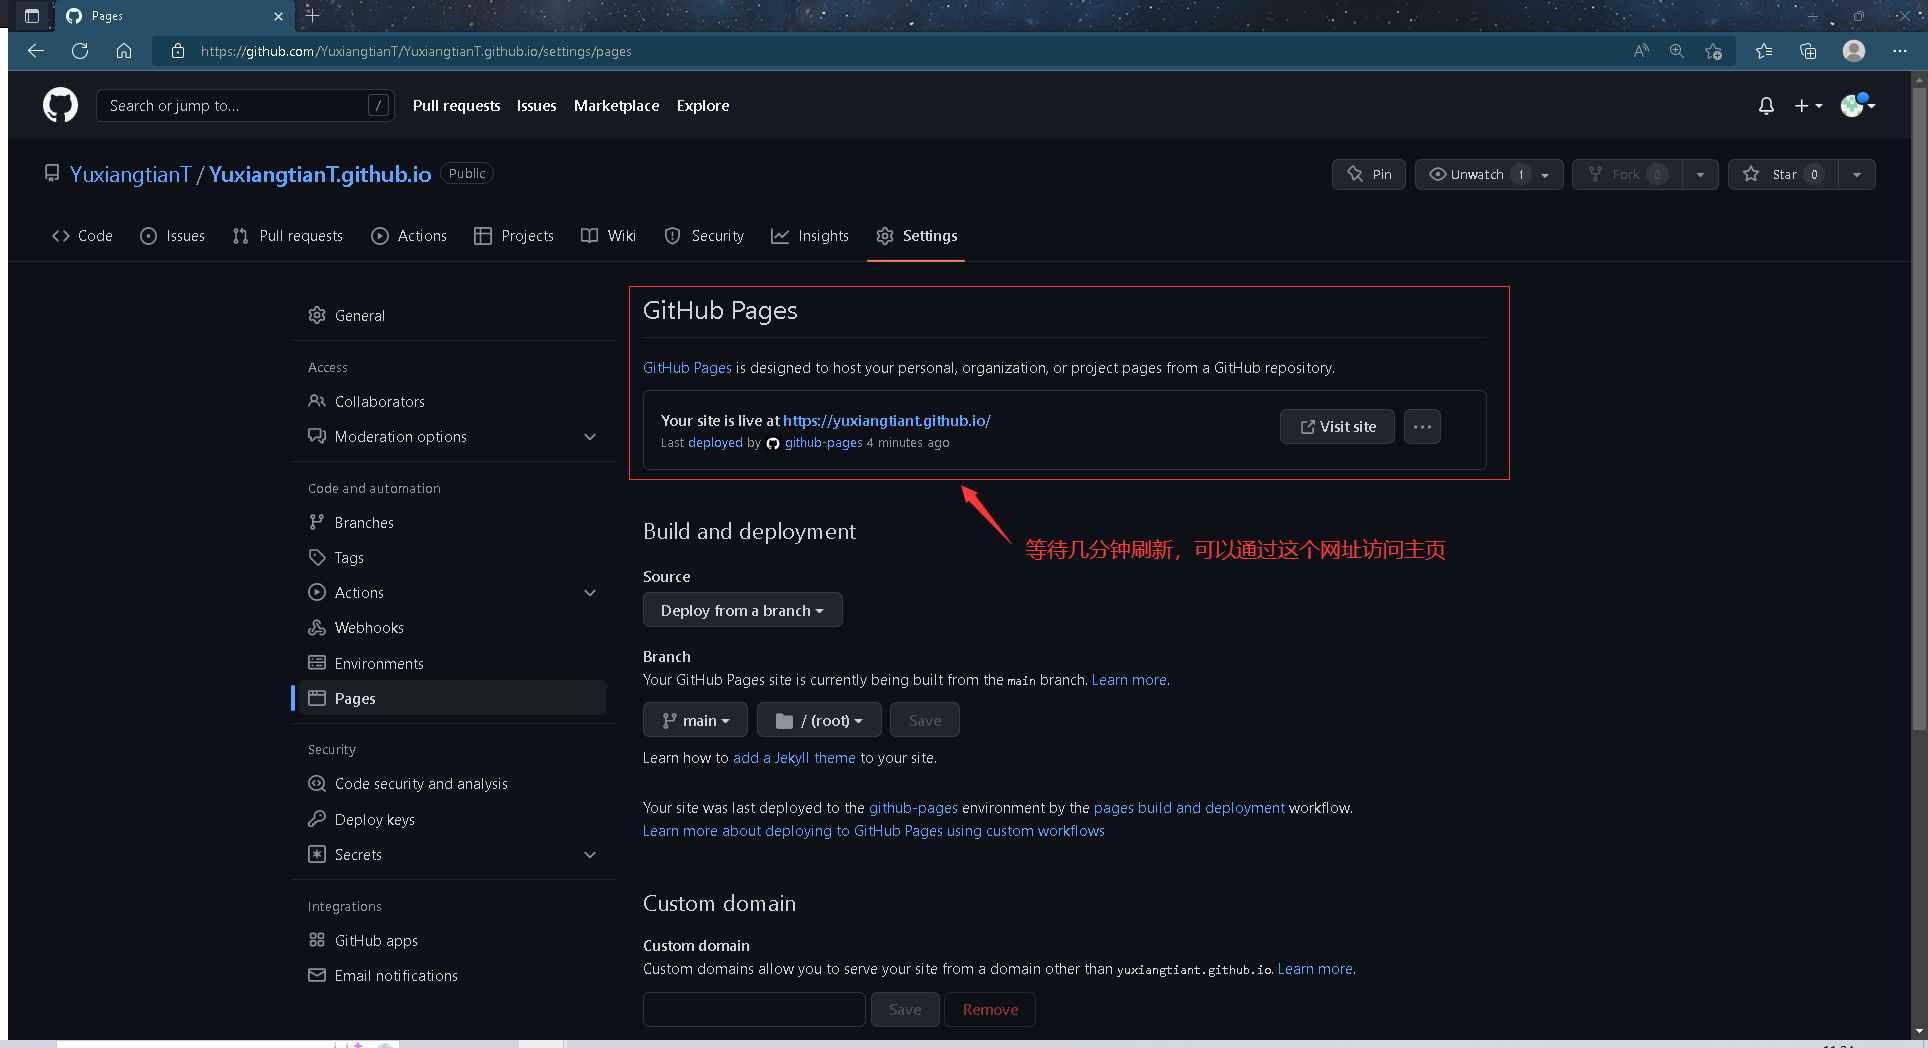 Pages
https://github.com/YuxiangtianT/YuxiangtianT.github.io/settings/pages
Search or jump to... /
Pull requests Issues Marketplace Explore
YuxiangtianT / YuxiangtianT.github.io Public
Pin Unwatch 1 Fork 0 Star 0
Code Issues Pull requests Actions Projects Wiki Security Insights Settings
General
Access
Collaborators
Moderation options
Code and automation
Branches
Tags
Actions
Webhooks
Environments
Pages
Security
Code security and analysis
Deploy keys
Secrets
Integrations
GitHub apps
Email notifications
GitHub Pages
GitHub Pages is designed to host your personal, organization, or project pages from a GitHub repository.
Your site is live at https://yuxiangtiant.github.io/
Last deployed by github-pages 4 minutes ago
Visit site
等待几分钟刷新，可以通过这个网址访问主页
Build and deployment
Source
Deploy from a branch
Branch
Your GitHub Pages site is currently being built from the main branch. Learn more.
main / (root) Save
Learn how to add a Jekyll theme to your site.
Your site was last deployed to the github-pages environment by the pages build and deployment workflow.
Learn more about deploying to GitHub Pages using custom workflows
Custom domain
Custom domain
Custom domains allow you to serve your site from a domain other than yuxiangtiant.github.io. Learn more.
Save Remove